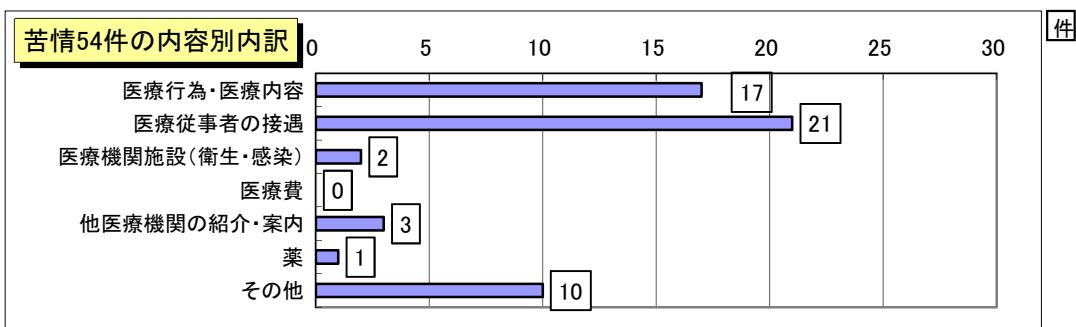 苦情54件の内容別内訳
0 5 10 15 20 25 30
件
医療行為・医療内容 17
医療従事者の接遇 21
医療機関施設(衛生・感染) 2
医療費 0
他医療機関の紹介・案内 3
薬 1
その他 10